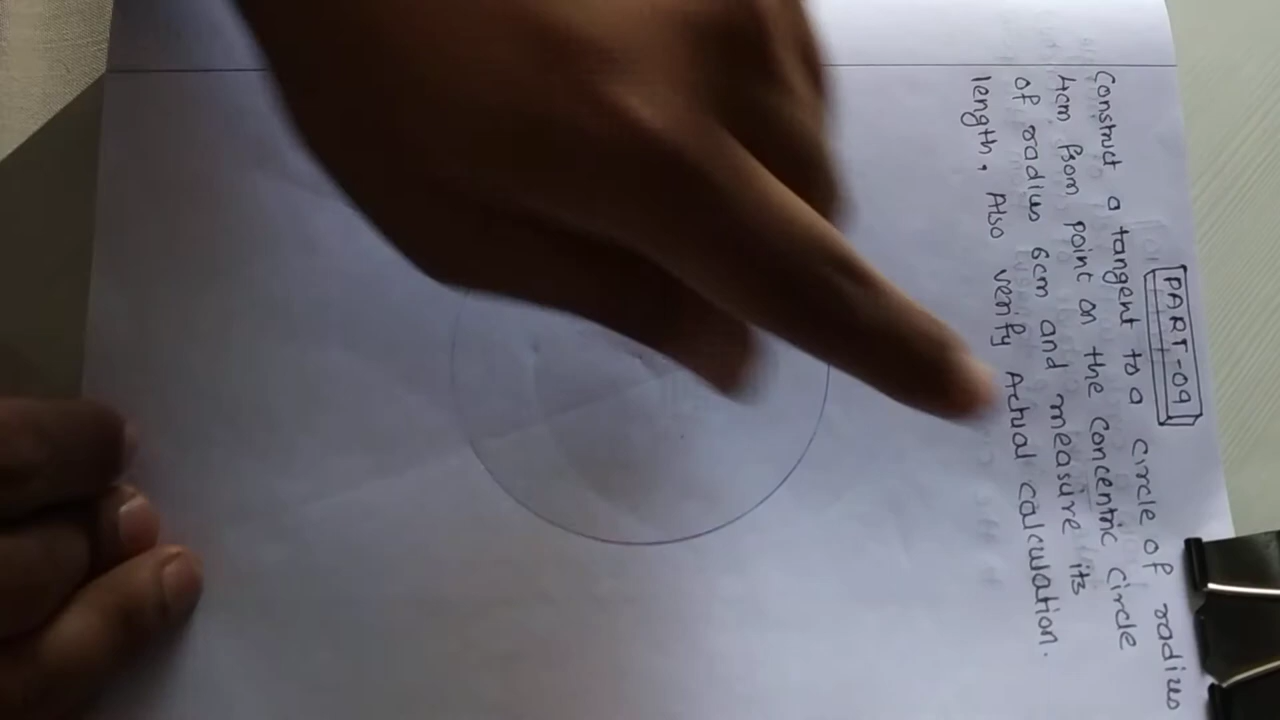 PART-09
Construct a tangent to a circle of radius
4cm from point on the concentric circle
of radius 6cm and measure its
length. Also verify Actual calculation.